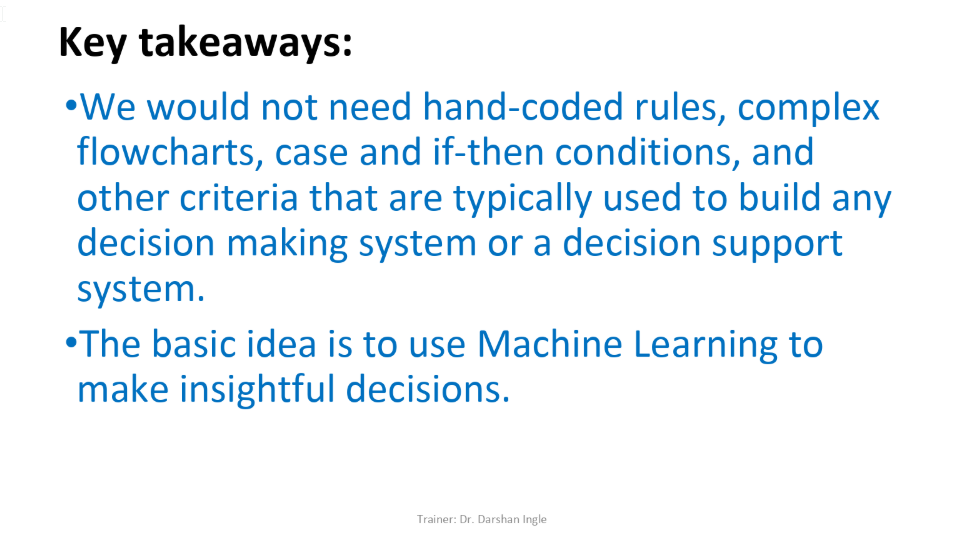 Key takeaways:
•We would not need hand-coded rules, complex
flowcharts, case and if-then conditions, and
other criteria that are typically used to build any
decision making system or a decision support
system.
•The basic idea is to use Machine Learning to
make insightful decisions.
Trainer: Dr. Darshan Ingle